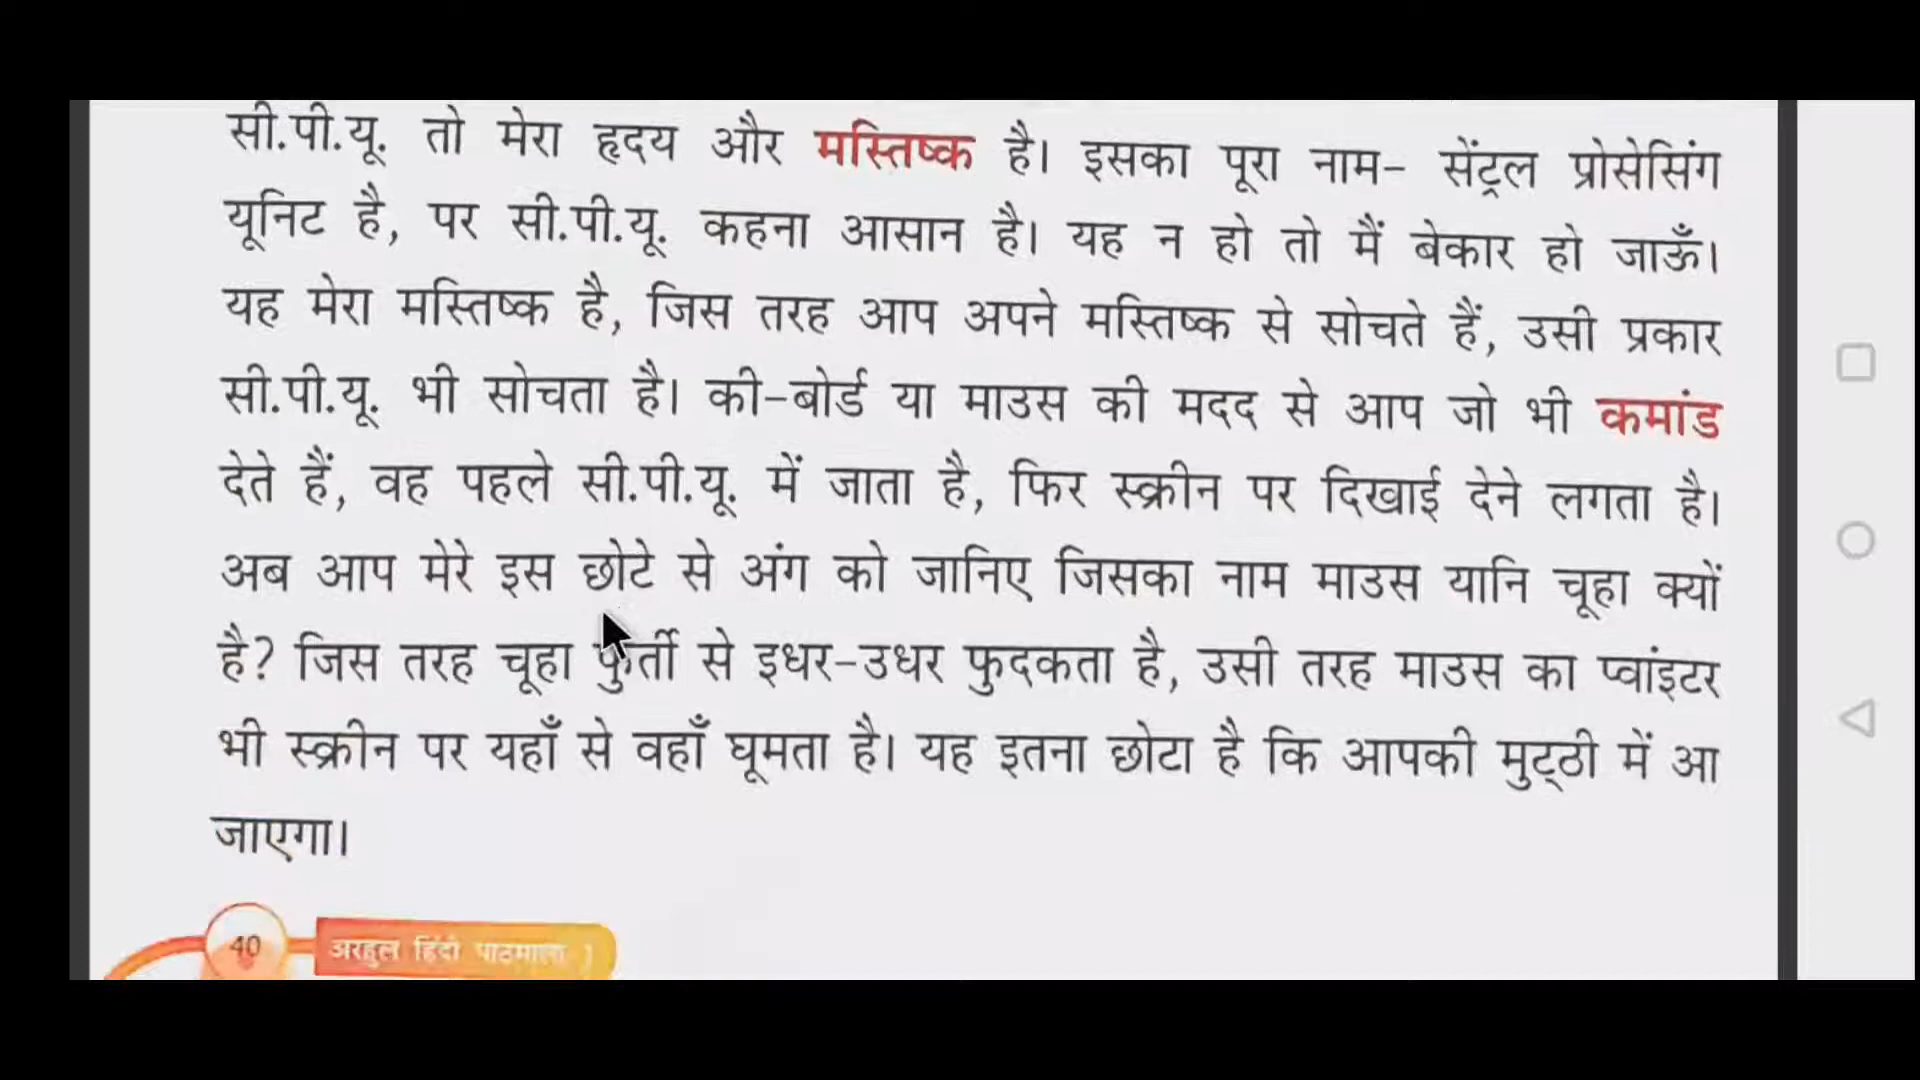 सी.पी.यू. तो मेरा हृदय और मस्तिष्क है। इसका पूरा नाम- सेंट्रल प्रोसेसिंग
यूनिट है, पर सी.पी.यू. कहना आसान है। यह न हो तो मैं बेकार हो जाऊँ।
यह मेरा मस्तिष्क है, जिस तरह आप अपने मस्तिष्क से सोचते हैं, उसी प्रकार
सी.पी.यू. भी सोचता है। की-बोर्ड या माउस की मदद से आप जो भी कमांड
देते हैं, वह पहले सी.पी.यू. में जाता है, फिर स्क्रीन पर दिखाई देने लगता है।
अब आप मेरे इस छोटे से अंग को जानिए जिसका नाम माउस यानि चूहा क्यों
है? जिस तरह चूहा फुर्ती से इधर-उधर फुदकता है, उसी तरह माउस का प्वांइटर
भी स्क्रीन पर यहाँ से वहाँ घूमता है। यह इतना छोटा है कि आपकी मुट्ठी में आ
जाएगा।
40 अरहुल हिंदी पाठमाला